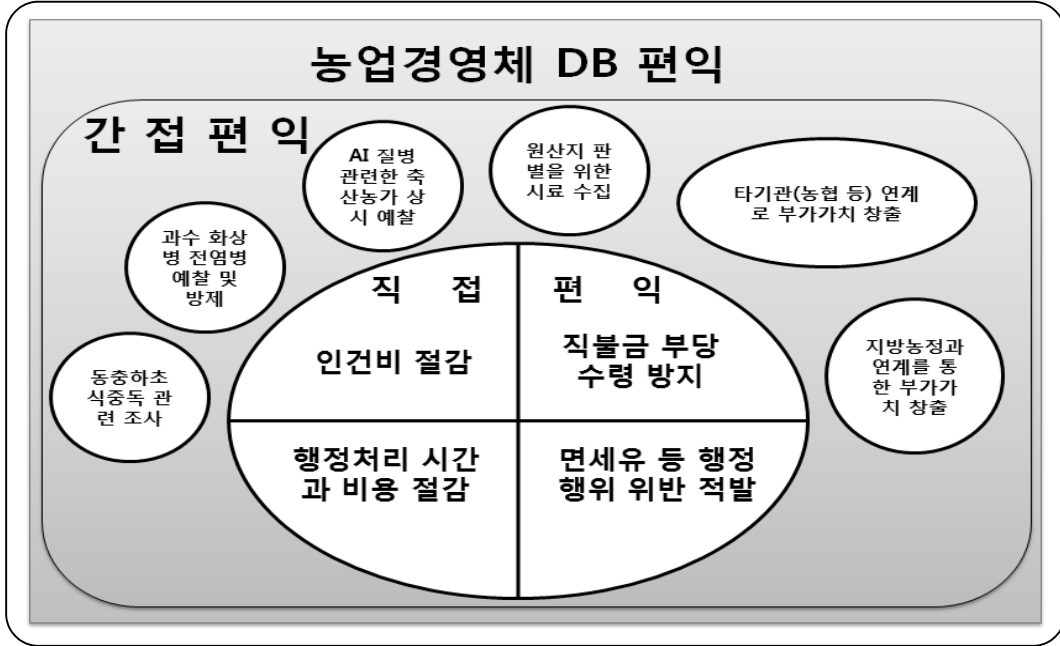 농업경영체 DB 편익
간 접 편 익
AI 질병
관련한 축
산농가 상
시 예찰
원산지 판
별을 위한
시료 수집
타기관(농협 등) 연계
로 부가가치 창출
과수 화상
병 전염병
예찰 및
방제
동충하초
식중독 관
련 조사
지방농정과
연계를 통
한 부가가
치 창출
직 접 편 익
인건비 절감
직불금 부당
수령 방지
행정처리 시간
과 비용 절감
면세유 등 행정
행위 위반 적발